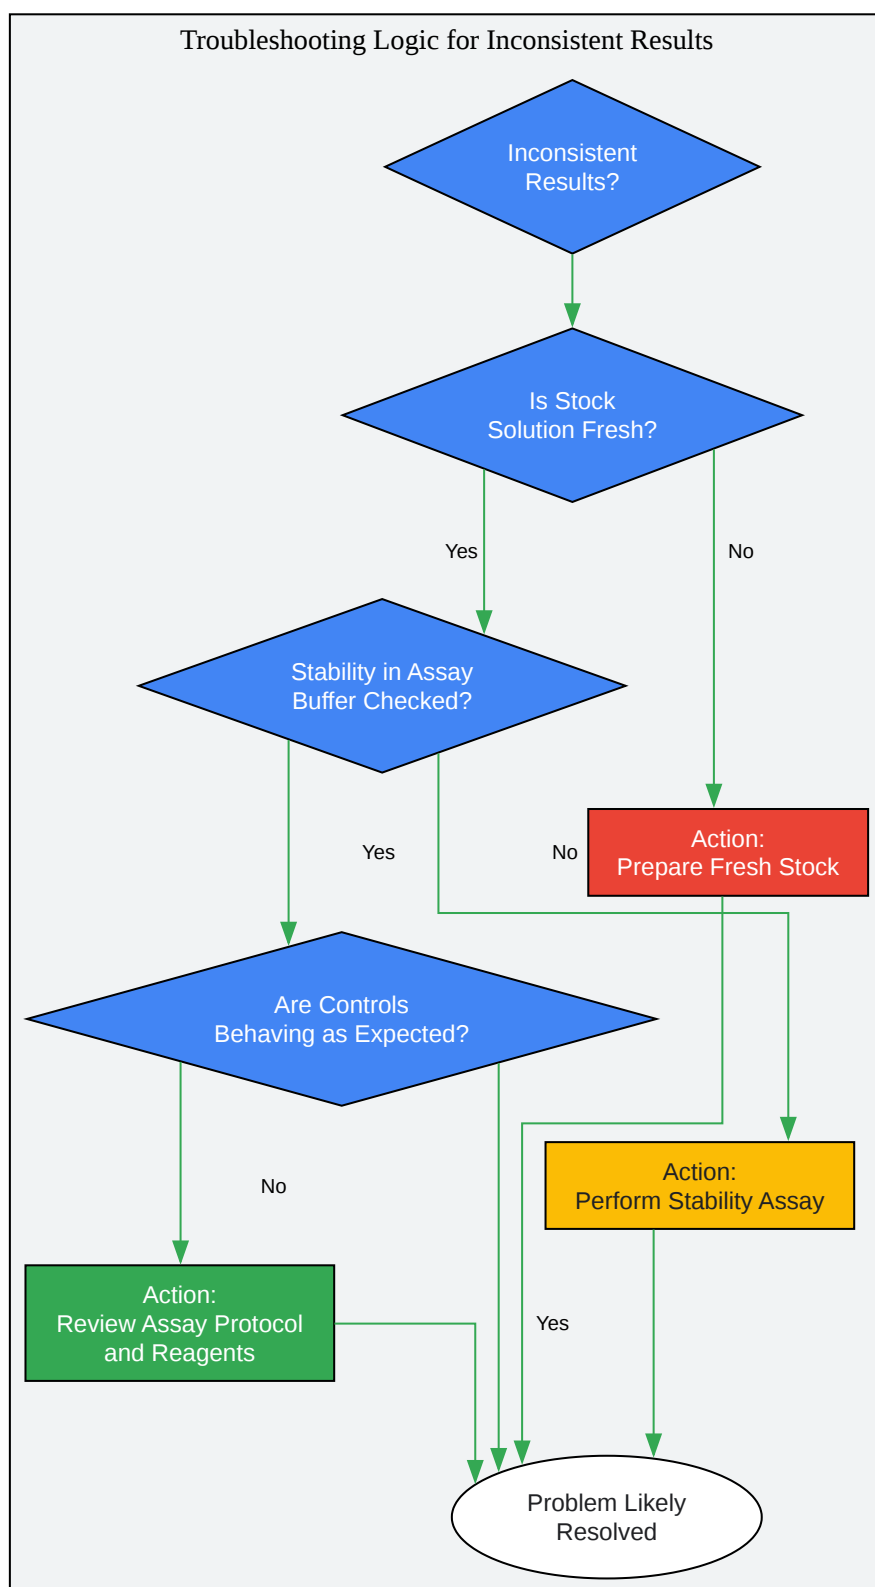 Troubleshooting Logic for Inconsistent Results
Inconsistent
Results?
Is Stock
Solution Fresh?
Yes
No
Stability in Assay
Buffer Checked?
Yes
No
Action:
Prepare Fresh Stock
Are Controls
Behaving as Expected?
No
Action:
Perform Stability Assay
Action:
Review Assay Protocol
and Reagents
Yes
Problem Likely
Resolved